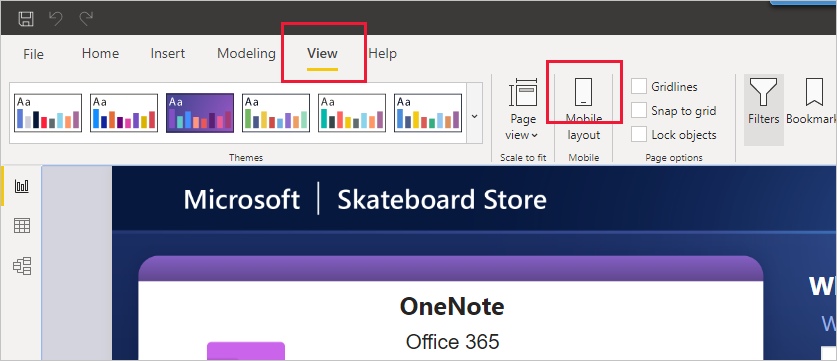 File Home Insert Modeling View Help
Aa Aa Aa Aa Aa Aa
Page view
Mobile layout
Gridlines
Snap to grid
Lock objects
Filters
Bookmark
Themes
Scale to fit
Mobile
Page options
Microsoft | Skateboard Store
OneNote
Office 365